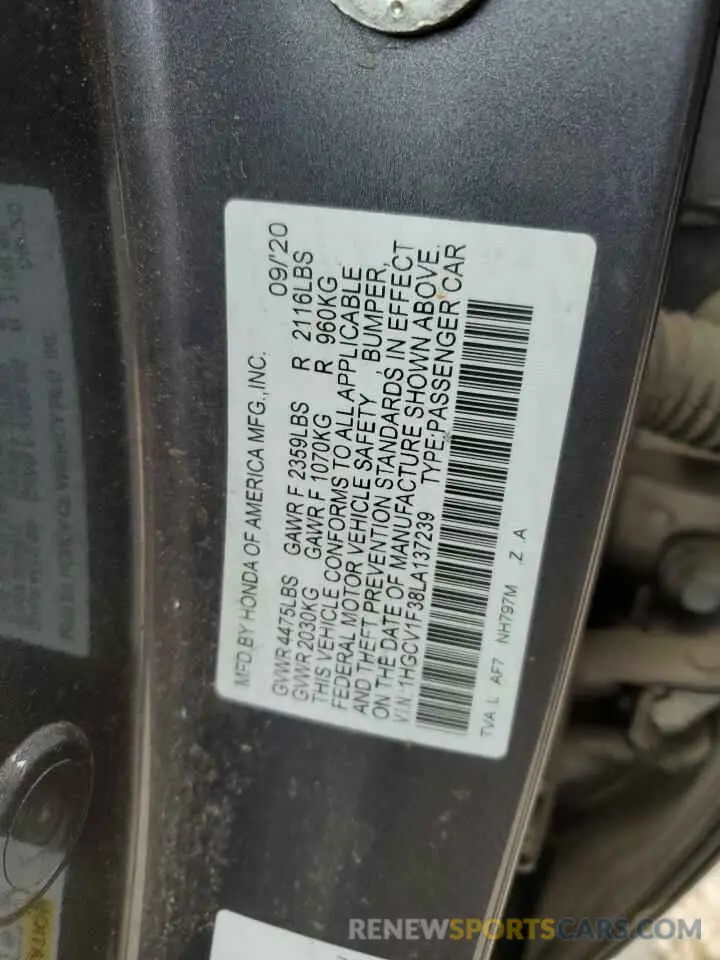 MFD. BY HONDA OF AMERICA MFG., INC. 09/'20
GVWR 4475LBS GAWR F 2359LBS R 2116LBS
GVWR 2030KG GAWR F 1070KG R 960KG
THIS VEHICLE CONFORMS TO ALL APPLICABLE
FEDERAL MOTOR VEHICLE SAFETY , BUMPER,
AND THEFT PREVENTION STANDARDS IN EFFECT
ON THE DATE OF MANUFACTURE SHOWN ABOVE.
V.I.N.: 1HGCV1F38LA137239 TYPE:PASSENGER CAR
TVA L AF7 NH797M .Z .A
RENEWSPORTSCARS.COM